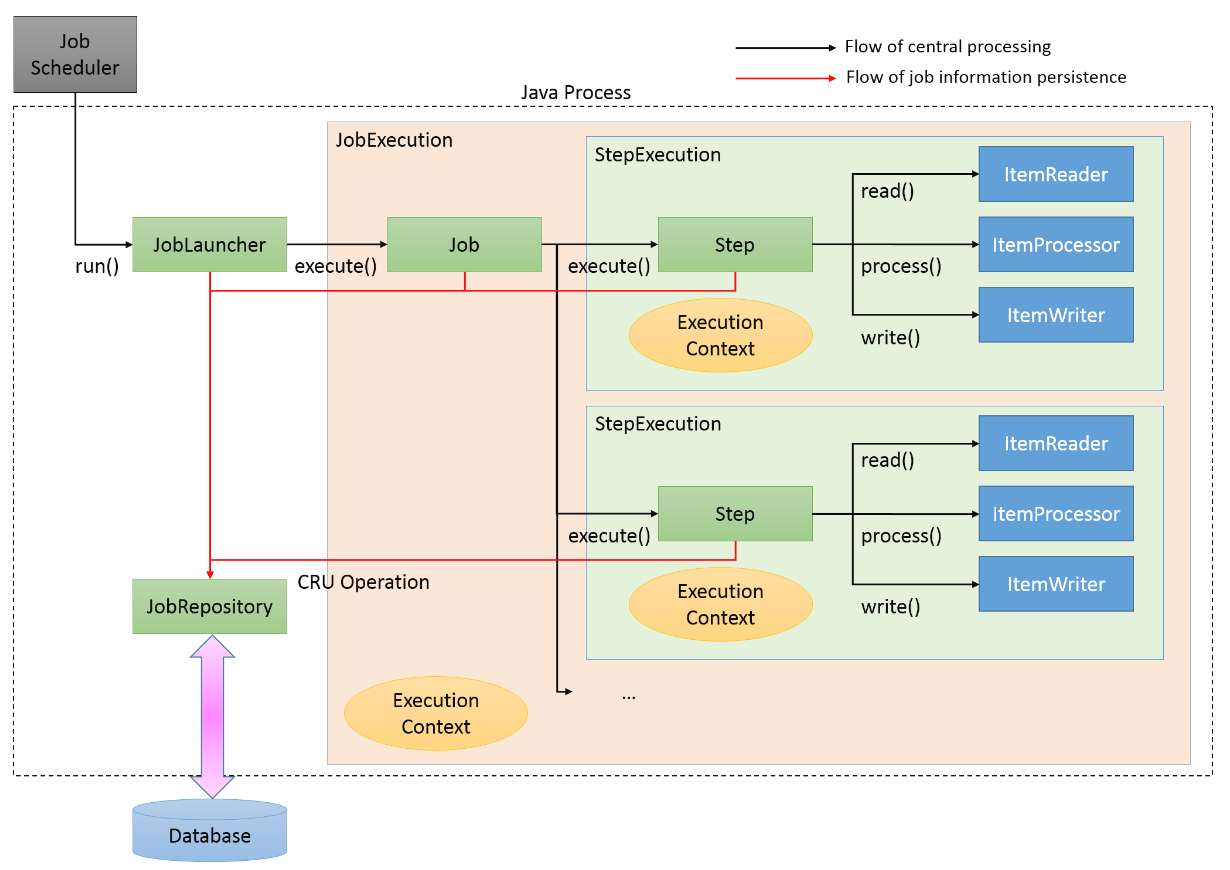 Job
Scheduler
Flow of central processing
Flow of job information persistence
Java Process
JobExecution
StepExecution
ItemReader
read()
JobLauncher
Job
Step
ItemProcessor
run()
execute()
execute()
process()
Execution
Context
ItemWriter
write()
StepExecution
ItemReader
read()
Step
ItemProcessor
execute()
process()
CRU Operation
Execution
Context
ItemWriter
write()
JobRepository
Execution
Context
...
Database